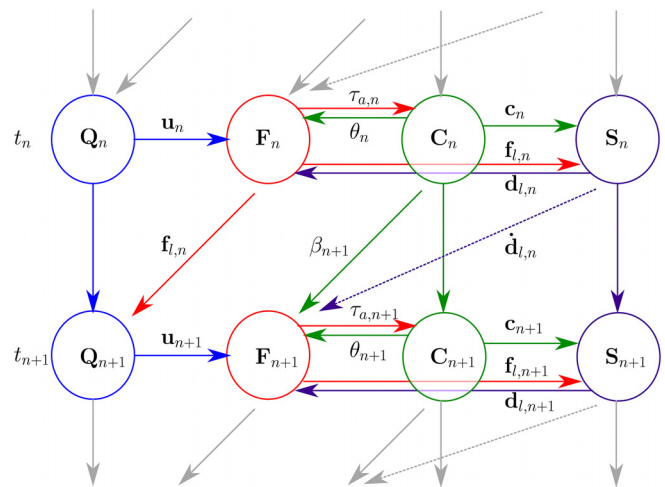 τ_{a,n}
𝐮_n 𝐜_n
t_n 𝐐_n 𝐅_n θ_n 𝐂_n 𝐒_n
𝐟_{l,n}
𝐝_{l,n}
𝐟_{l,n} β_{n+1} 𝐝̇_{l,n}
τ_{a,n+1}
𝐮_{n+1} 𝐜_{n+1}
t_{n+1} 𝐐_{n+1} 𝐅_{n+1} θ_{n+1} 𝐂_{n+1} 𝐒_{n+1}
𝐟_{l,n+1}
𝐝_{l,n+1}